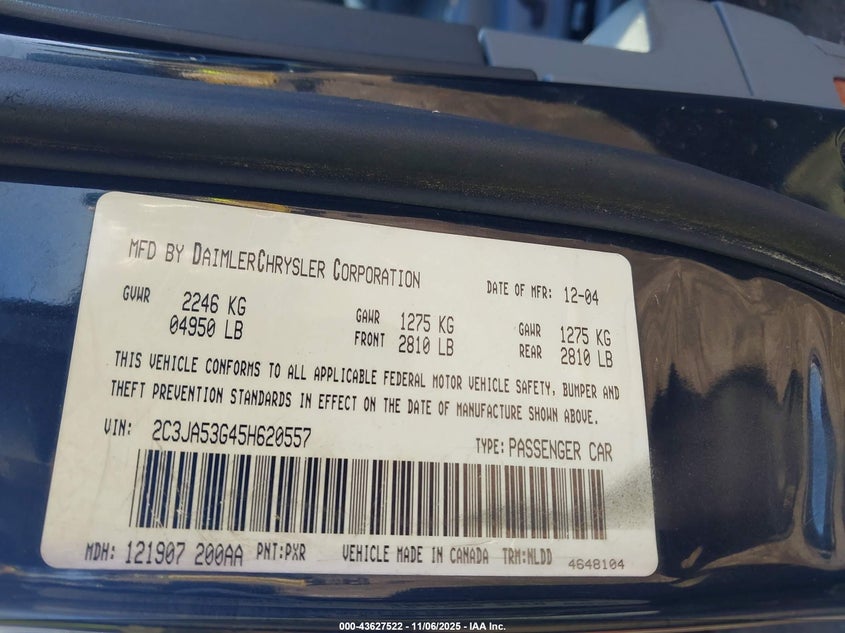 MFD BY DAIMLERCHRYSLER CORPORATION DATE OF MFR: 12-04
GVWR 2246 KG GAWR 1275 KG GAWR 1275 KG
04950 LB FRONT 2810 LB REAR 2810 LB
THIS VEHICLE CONFORMS TO ALL APPLICABLE FEDERAL MOTOR VEHICLE SAFETY, BUMPER AND
THEFT PREVENTION STANDARDS IN EFFECT ON THE DATE OF MANUFACTURE SHOWN ABOVE.
VIN: 2C3JA53G45H620557 TYPE: PASSENGER CAR
MDH: 121907 200AA PNT:PXR VEHICLE MADE IN CANADA TRM:NLDD 4648104
000-43627522 - 11/06/2025 - IAA Inc.